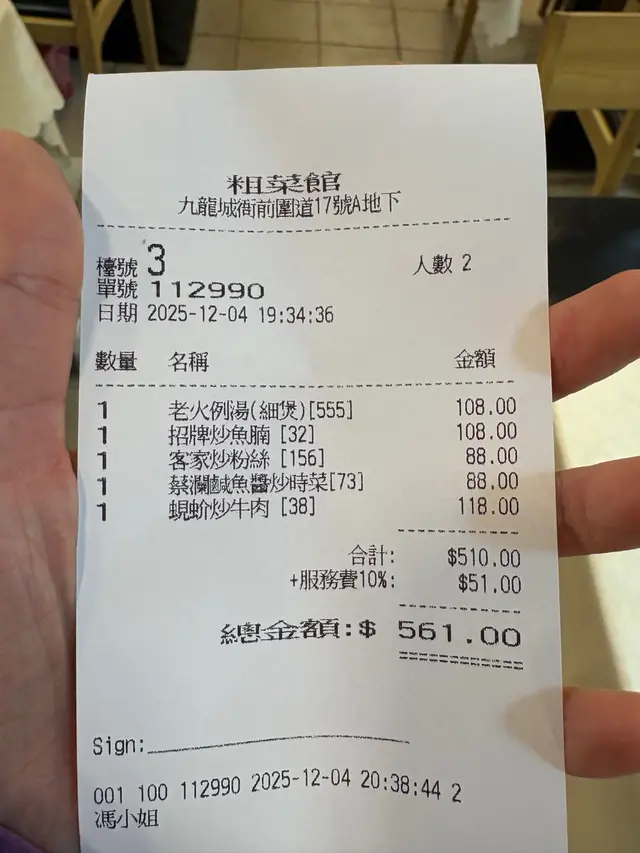 粗菜館
九龍城衙前圍道17號A地下
檯號 3 人數 2
單號 112990
日期 2025-12-04 19:34:36
數量 名稱 金額
1 老火例湯(細煲)[555] 108.00
1 招牌炒魚腩 [32] 108.00
1 客家炒粉絲 [156] 88.00
1 蔡瀾鹹魚醬炒時菜[73] 88.00
1 蜆蚧炒牛肉 [38] 118.00
合計: $510.00
+服務費10%: $51.00
總金額:$ 561.00
Sign:
001 100 112990 2025-12-04 20:38:44 2
馮小姐